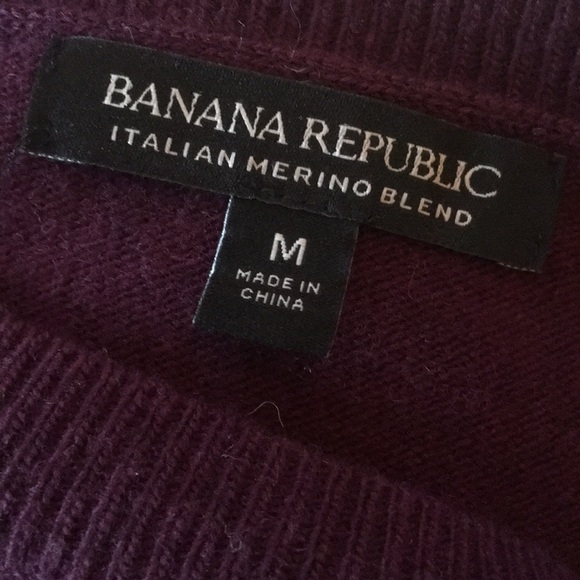 BANANA REPUBLIC
ITALIAN MERINO BLEND
M
MADE IN
CHINA